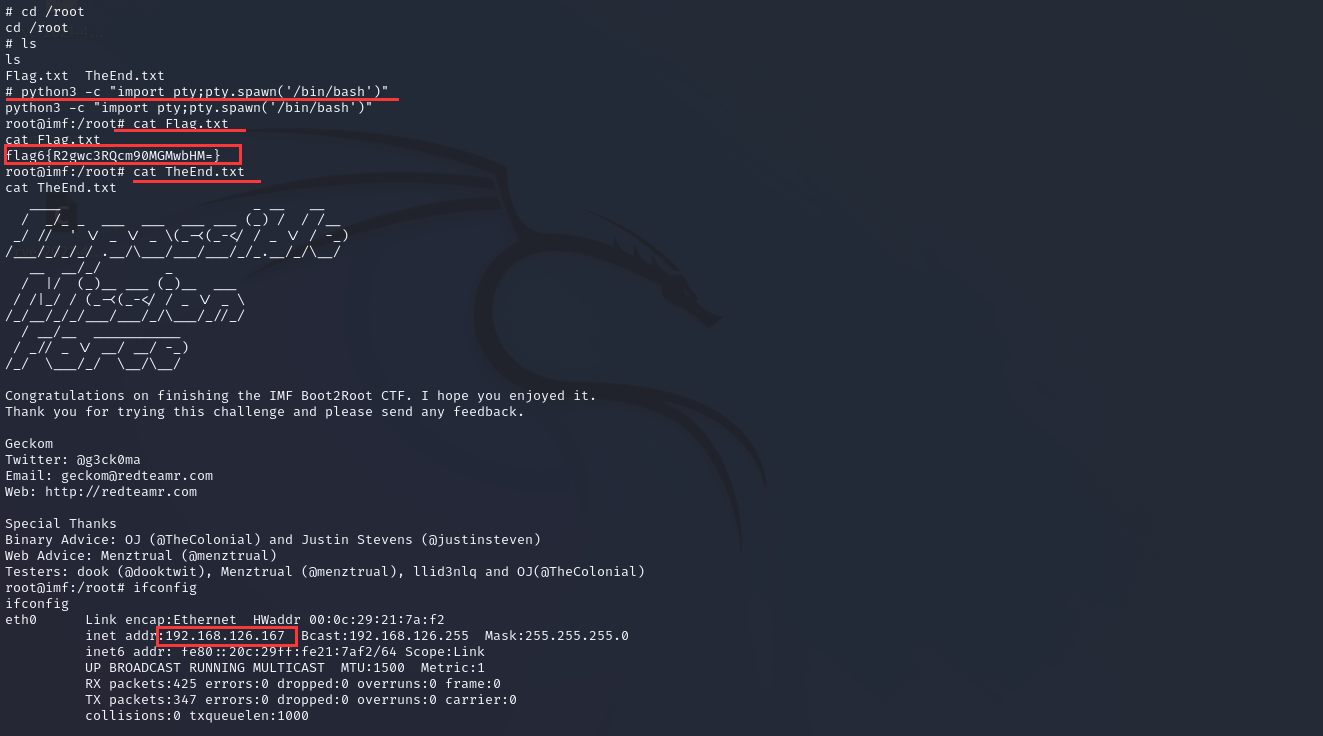 # cd /root
cd /root
# ls
ls
Flag.txt  TheEnd.txt
# python3 -c "import pty;pty.spawn('/bin/bash')"
python3 -c "import pty;pty.spawn('/bin/bash')"
root@imf:/root# cat Flag.txt
cat Flag.txt
flag6{R2gwc3RQcm90MGMwbHM=}
root@imf:/root# cat TheEnd.txt
cat TheEnd.txt
Impossible
Mission
Force
Congratulations on finishing the IMF Boot2Root CTF. I hope you enjoyed it.
Thank you for trying this challenge and please send any feedback.
Geckom
Twitter: @g3ck0ma
Email: geckom@redteamr.com
Web: http://redteamr.com
Special Thanks
Binary Advice: OJ (@TheColonial) and Justin Stevens (@justinsteven)
Web Advice: Menztrual (@menztrual)
Testers: dook (@dooktwit), Menztrual (@menztrual), llid3nlq and OJ(@TheColonial)
root@imf:/root# ifconfig
ifconfig
eth0      Link encap:Ethernet  HWaddr 00:0c:29:21:7a:f2
          inet addr:192.168.126.167  Bcast:192.168.126.255  Mask:255.255.255.0
          inet6 addr: fe80::20c:29ff:fe21:7af2/64 Scope:Link
          UP BROADCAST RUNNING MULTICAST  MTU:1500  Metric:1
          RX packets:425 errors:0 dropped:0 overruns:0 frame:0
          TX packets:347 errors:0 dropped:0 overruns:0 carrier:0
          collisions:0 txqueuelen:1000